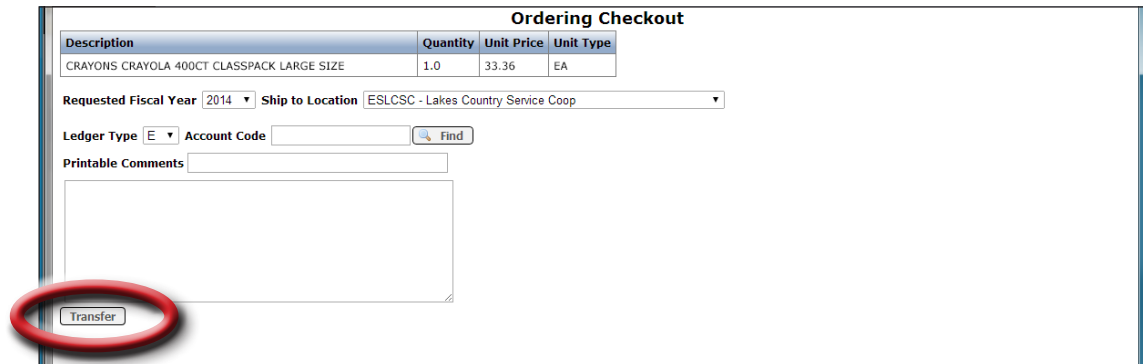 Ordering Checkout
Description Quantity Unit Price Unit Type
CRAYONS CRAYOLA 400CT CLASSPACK LARGE SIZE 1.0 33.36 EA
Requested Fiscal Year 2014 Ship to Location ESLCSC - Lakes Country Service Coop
Ledger Type E Account Code Find
Printable Comments
Transfer